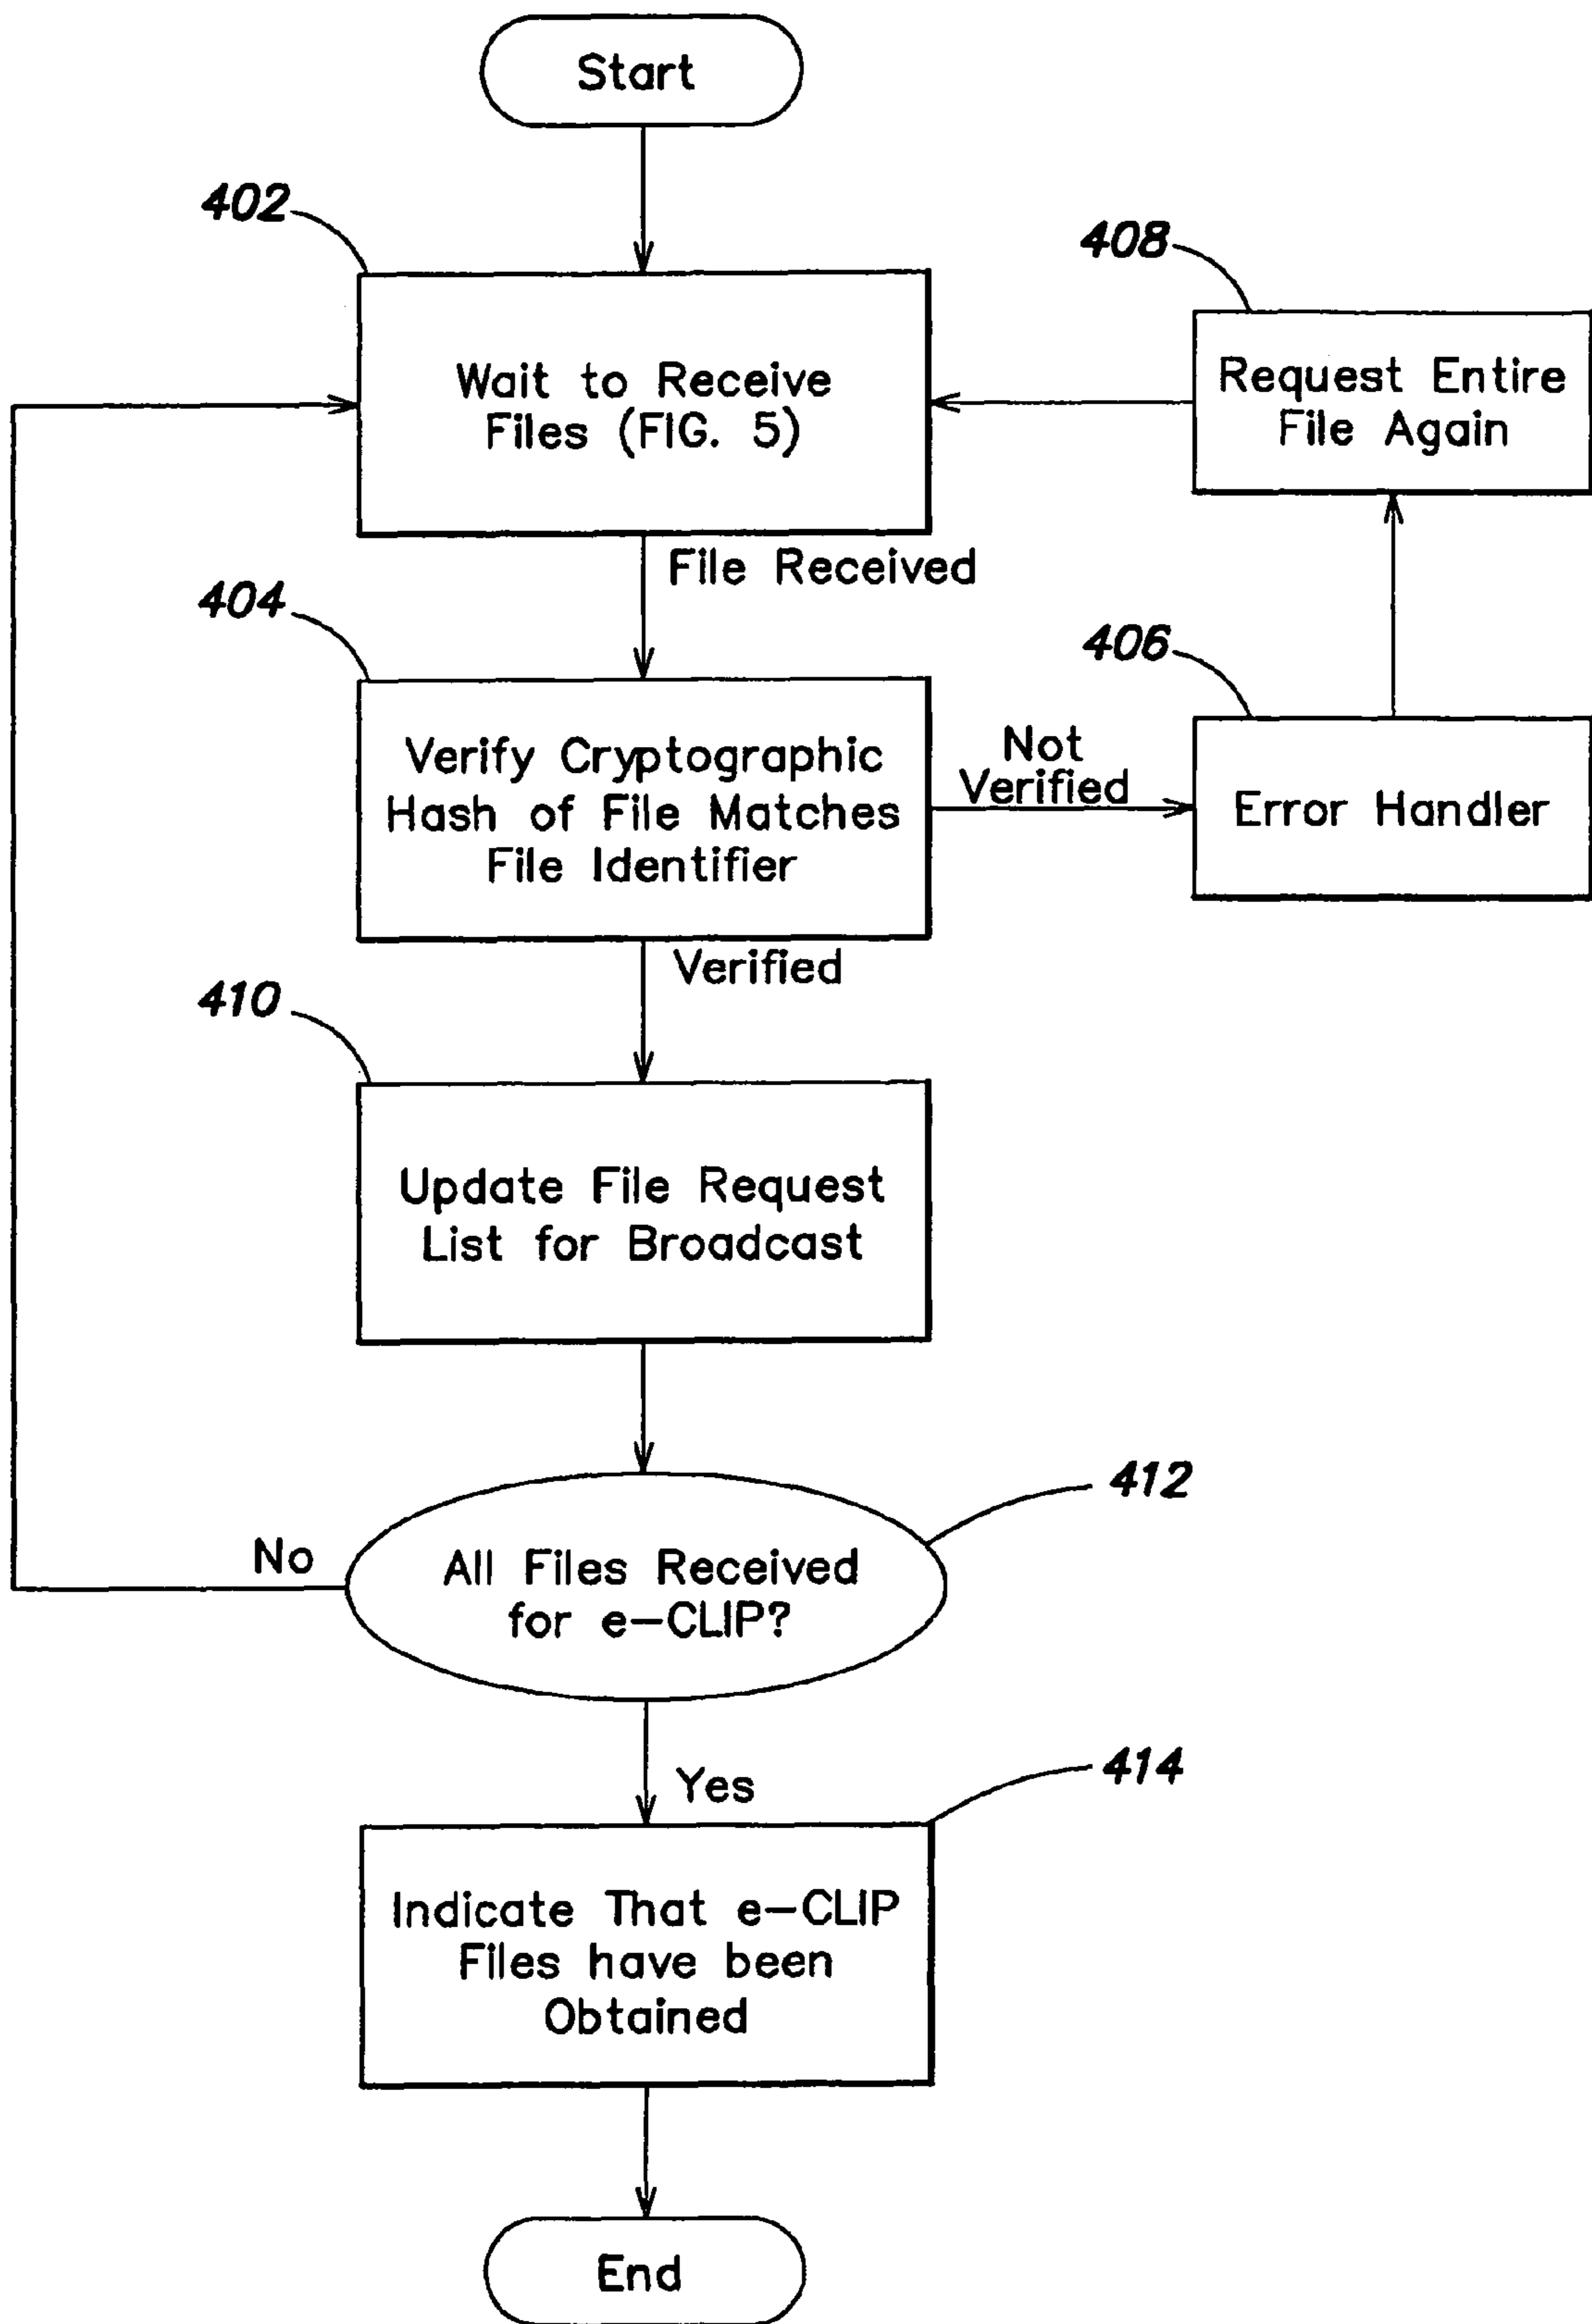 Start
402
Wait to Receive
Files (FIG. 5)
408
Request Entire
File Again
File Received
404
Verify Cryptographic
Hash of File Matches
File Identifier
Not
Verified
406
Error Handler
Verified
410
Update File Request
List for Broadcast
412
All Files Received
for e-CLIP?
No
Yes
414
Indicate That e-CLIP
Files have been
Obtained
End